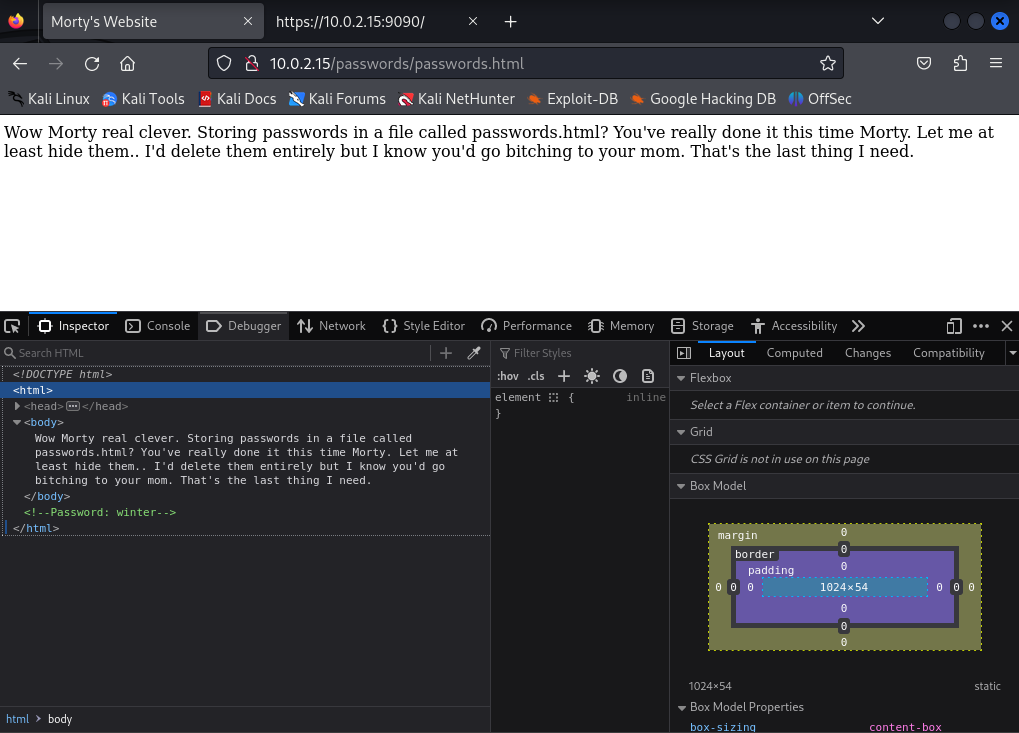 Morty's Website
https://10.0.2.15:9090/
10.0.2.15/passwords/passwords.html
Kali Linux Kali Tools Kali Docs Kali Forums Kali NetHunter Exploit-DB Google Hacking DB OffSec
Wow Morty real clever. Storing passwords in a file called passwords.html? You've really done it this time Morty. Let me at
least hide them.. I'd delete them entirely but I know you'd go bitching to your mom. That's the last thing I need.
Inspector Console Debugger Network Style Editor Performance Memory Storage Accessibility
Search HTML
<!DOCTYPE html>
<html>
<head> ••• </head>
<body>
Wow Morty real clever. Storing passwords in a file called
passwords.html? You've really done it this time Morty. Let me at
least hide them.. I'd delete them entirely but I know you'd go
bitching to your mom. That's the last thing I need.
</body>
<!--Password: winter-->
</html>
html > body
Filter Styles
:hov .cls
element { inline
}
Layout Computed Changes Compatibility
Flexbox
Select a Flex container or item to continue.
Grid
CSS Grid is not in use on this page
Box Model
margin 0
border 0
padding 0
0 0 0 1024×54 0 0 0
0
0
0
1024×54 static
Box Model Properties
box-sizing content-box